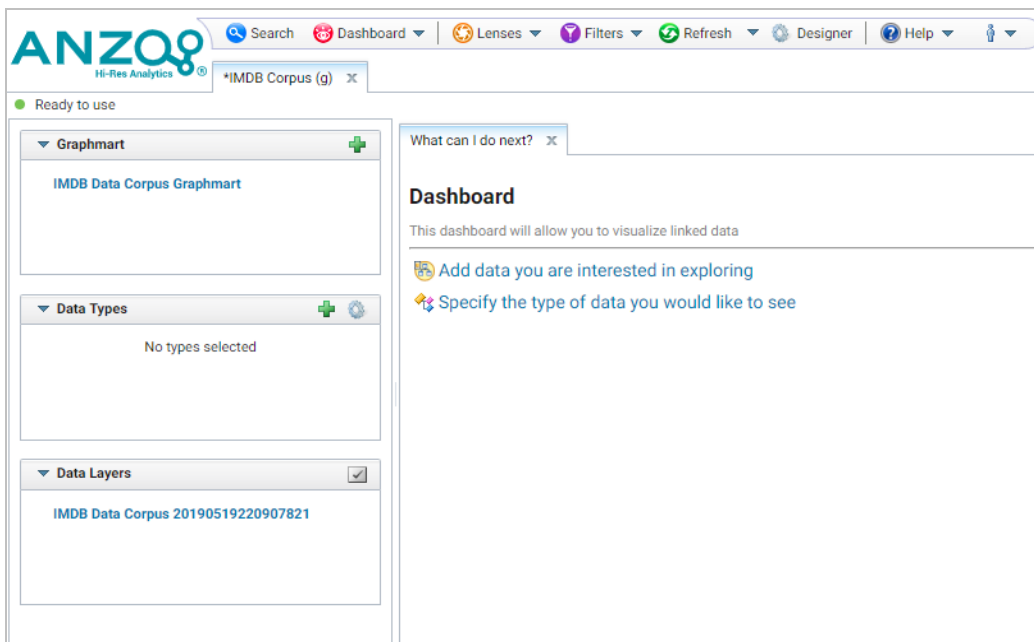 ANZO
Hi-Res Analytics ®
Search Dashboard Lenses Filters Refresh Designer Help
*IMDB Corpus (g) x
Ready to use
Graphmart
IMDB Data Corpus Graphmart
Data Types
No types selected
Data Layers
IMDB Data Corpus 20190519220907821
What can I do next? x
Dashboard
This dashboard will allow you to visualize linked data
Add data you are interested in exploring
Specify the type of data you would like to see